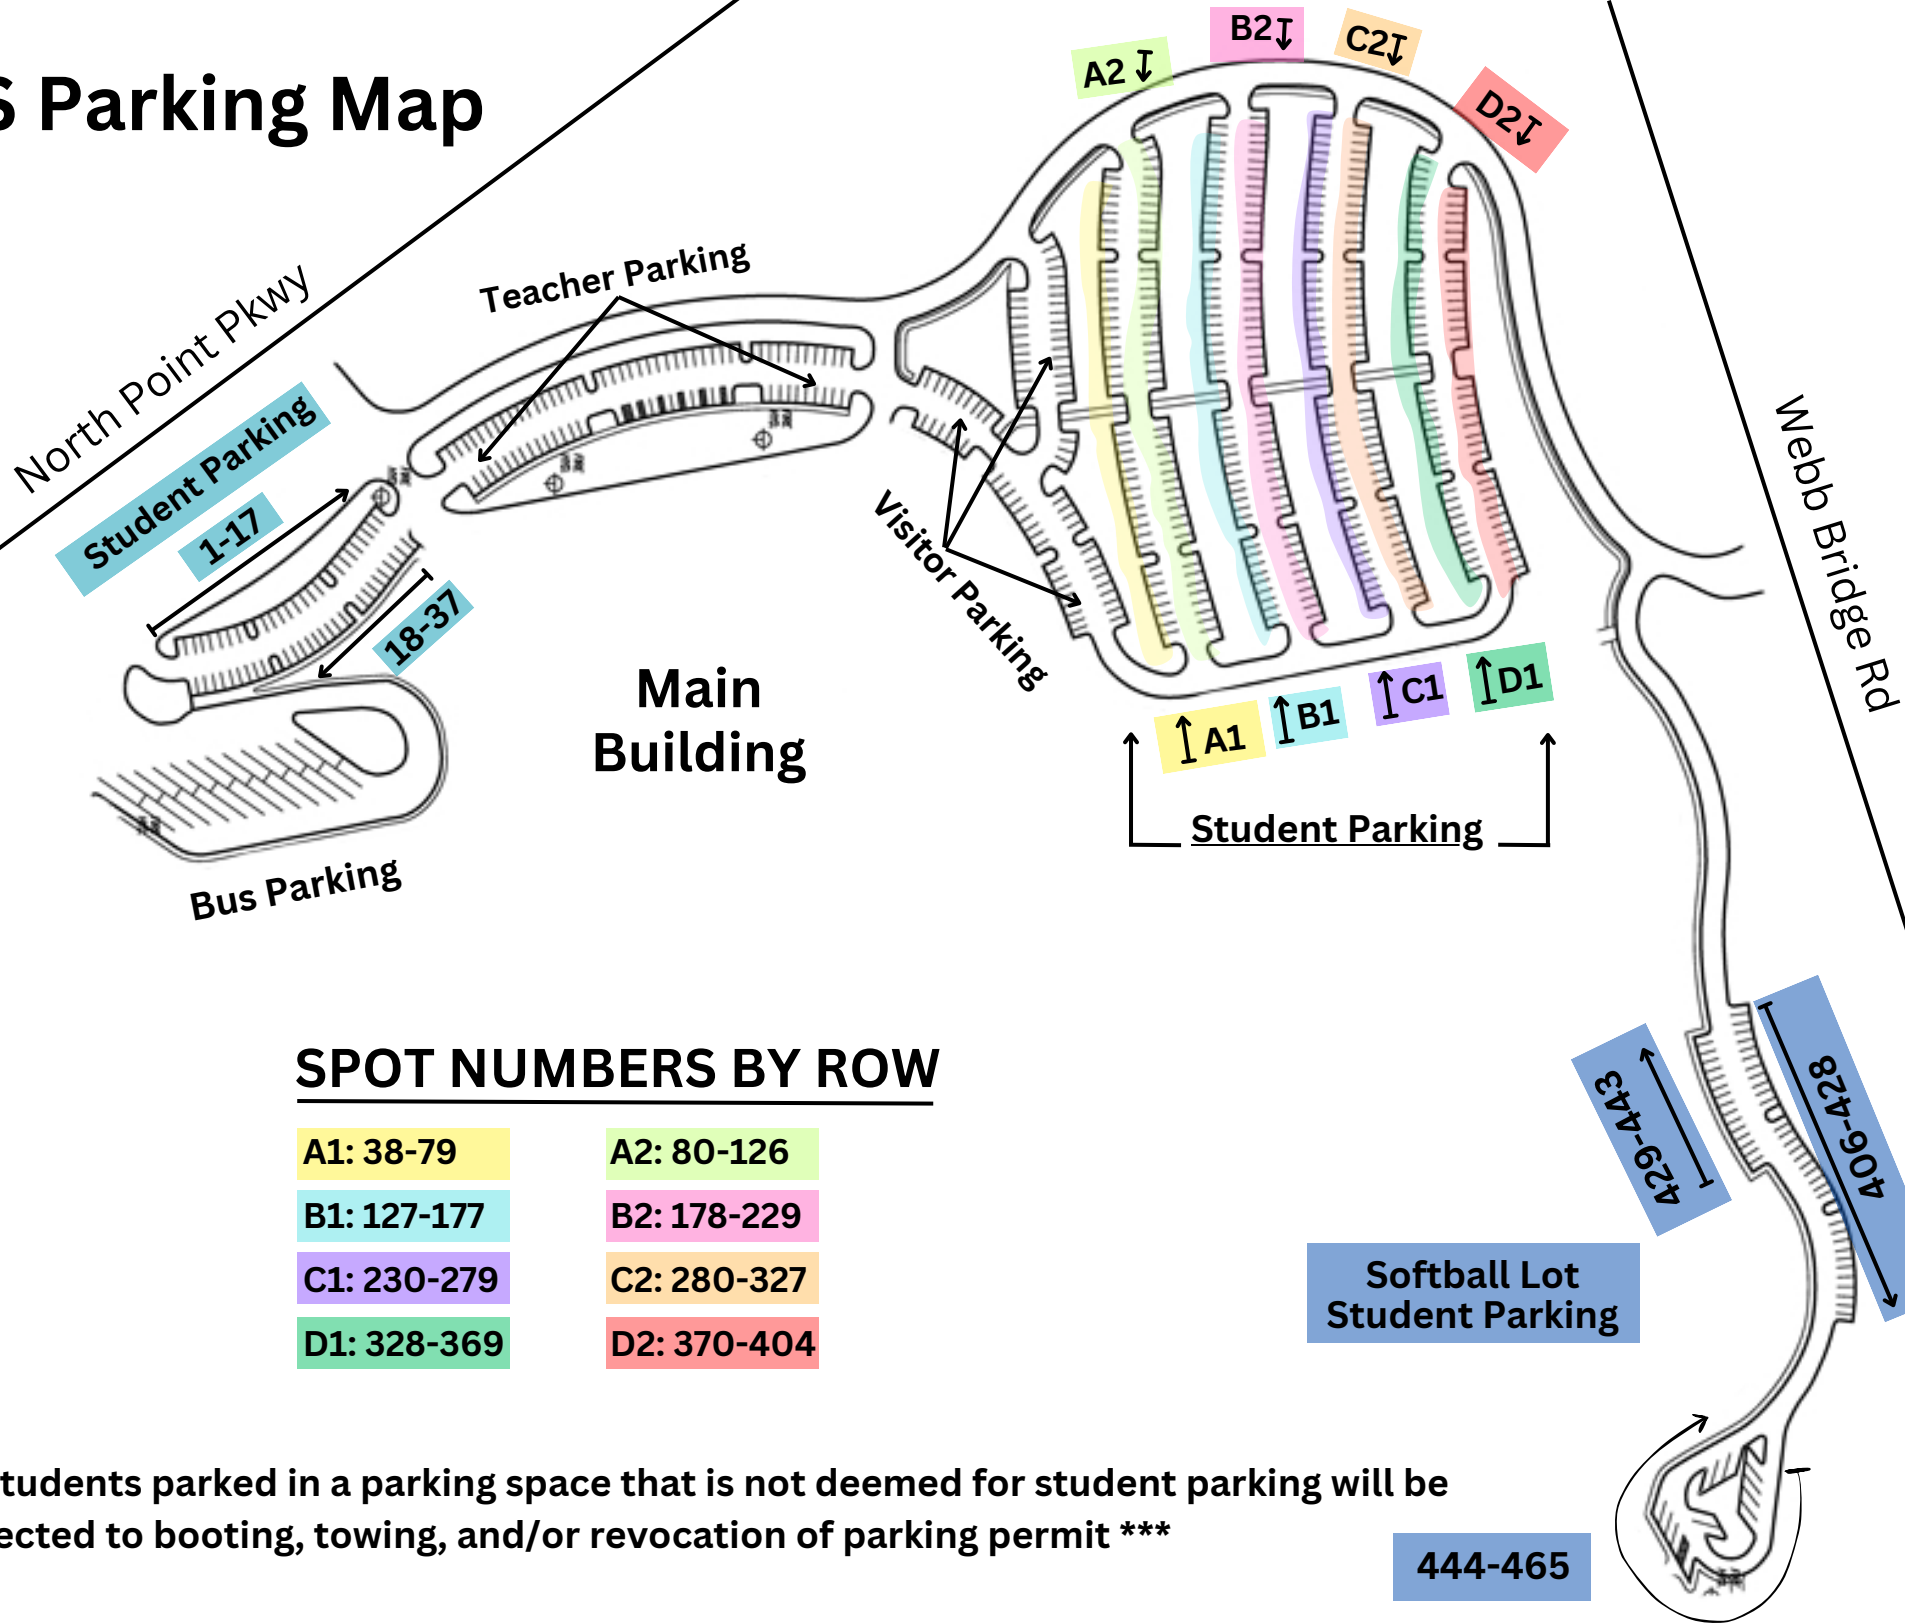 S Parking Map
North Point Pkwy
Webb Bridge Rd
A2
B2
C2
D2
Teacher Parking
Student Parking
1-17
18-37
Visitor Parking
Main
Building
Bus Parking
A1
B1
C1
D1
Student Parking
SPOT NUMBERS BY ROW
A1: 38-79
A2: 80-126
B1: 127-177
B2: 178-229
C1: 230-279
C2: 280-327
D1: 328-369
D2: 370-404
429-443
406-428
Softball Lot
Student Parking
tudents parked in a parking space that is not deemed for student parking will be
ected to booting, towing, and/or revocation of parking permit ***
444-465